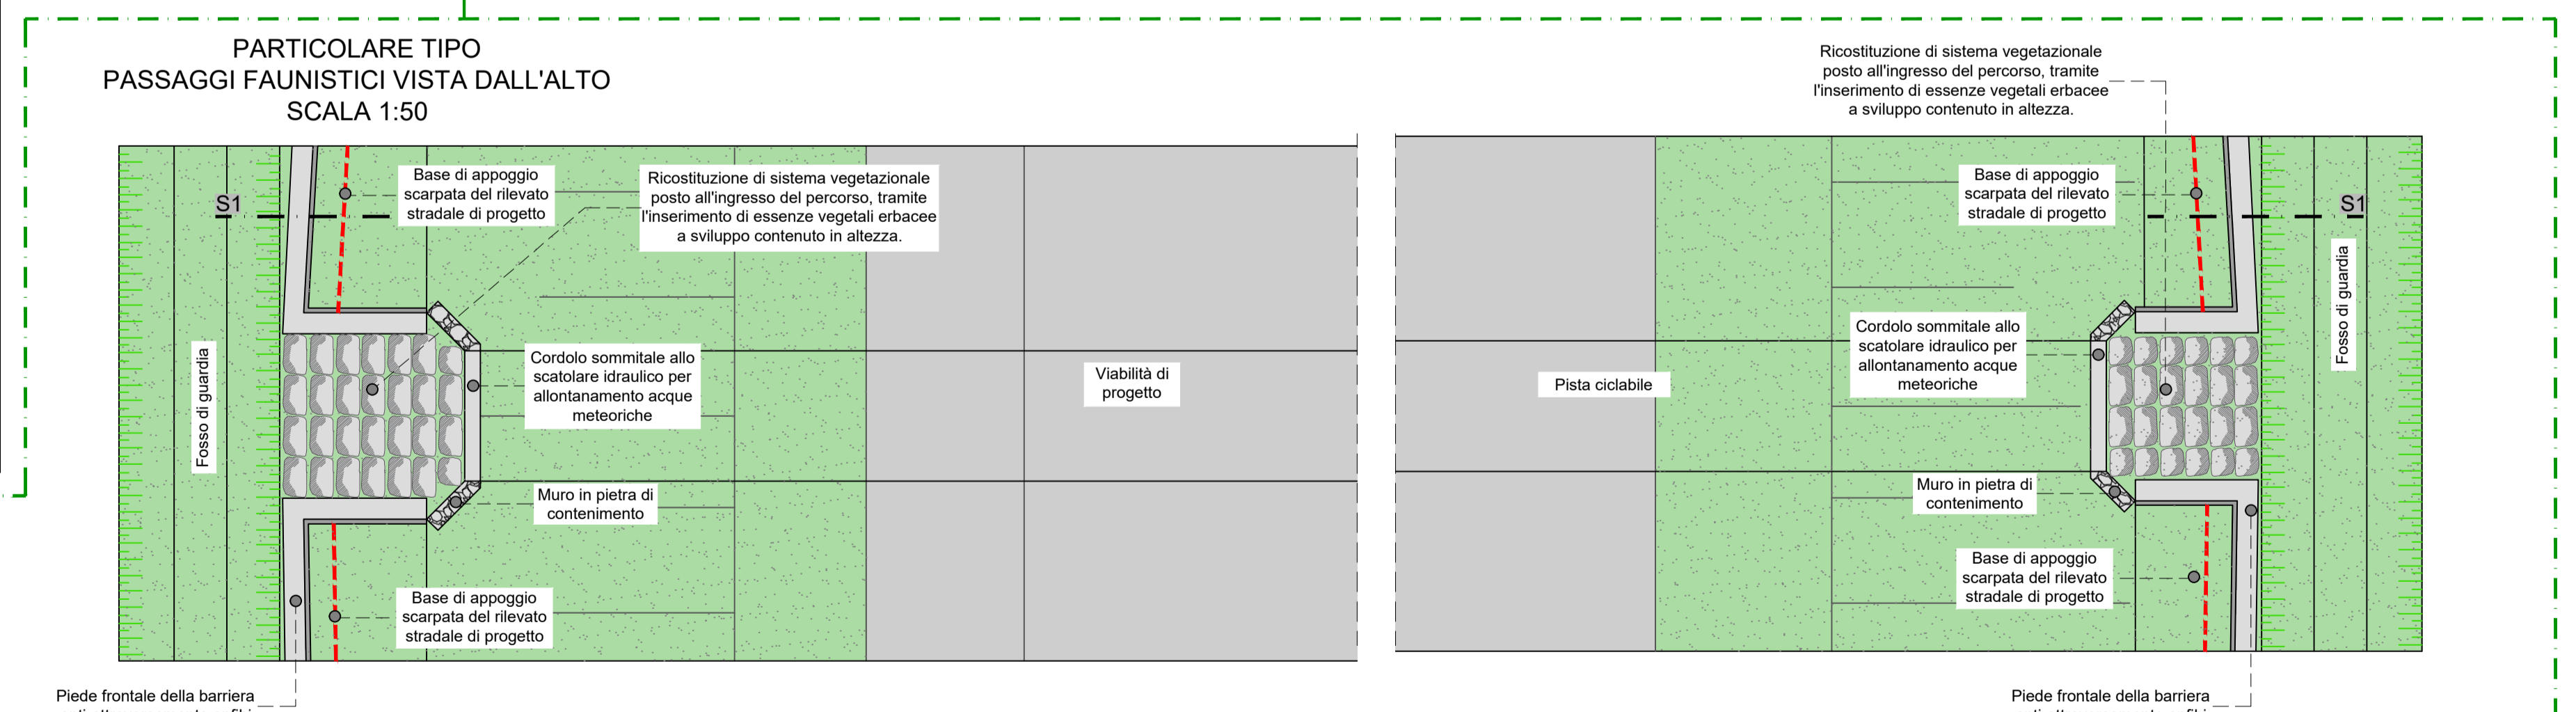 PARTICOLARE TIPO
PASSAGGI FAUNISTICI VISTA DALL'ALTO
SCALA 1:50
Ricostituzione di sistema vegetazionale
posto all'ingresso del percorso, tramite
l'inserimento di essenze vegetali erbacee
a sviluppo contenuto in altezza.
S1
Base di appoggio
scarpata del rilevato
stradale di progetto
Ricostituzione di sistema vegetazionale
posto all'ingresso del percorso, tramite
l'inserimento di essenze vegetali erbacee
a sviluppo contenuto in altezza.
Base di appoggio
scarpata del rilevato
stradale di progetto
S1
Fosso di guardia
Cordolo sommitale allo
scatolare idraulico per
allontanamento acque
meteoriche
Viabilità di
progetto
Pista ciclabile
Cordolo sommitale allo
scatolare idraulico per
allontanamento acque
meteoriche
Fosso di guardia
Muro in pietra di
contenimento
Muro in pietra di
contenimento
Base di appoggio
scarpata del rilevato
stradale di progetto
Base di appoggio
scarpata del rilevato
stradale di progetto
Piede frontale della barriera
Piede frontale della barriera